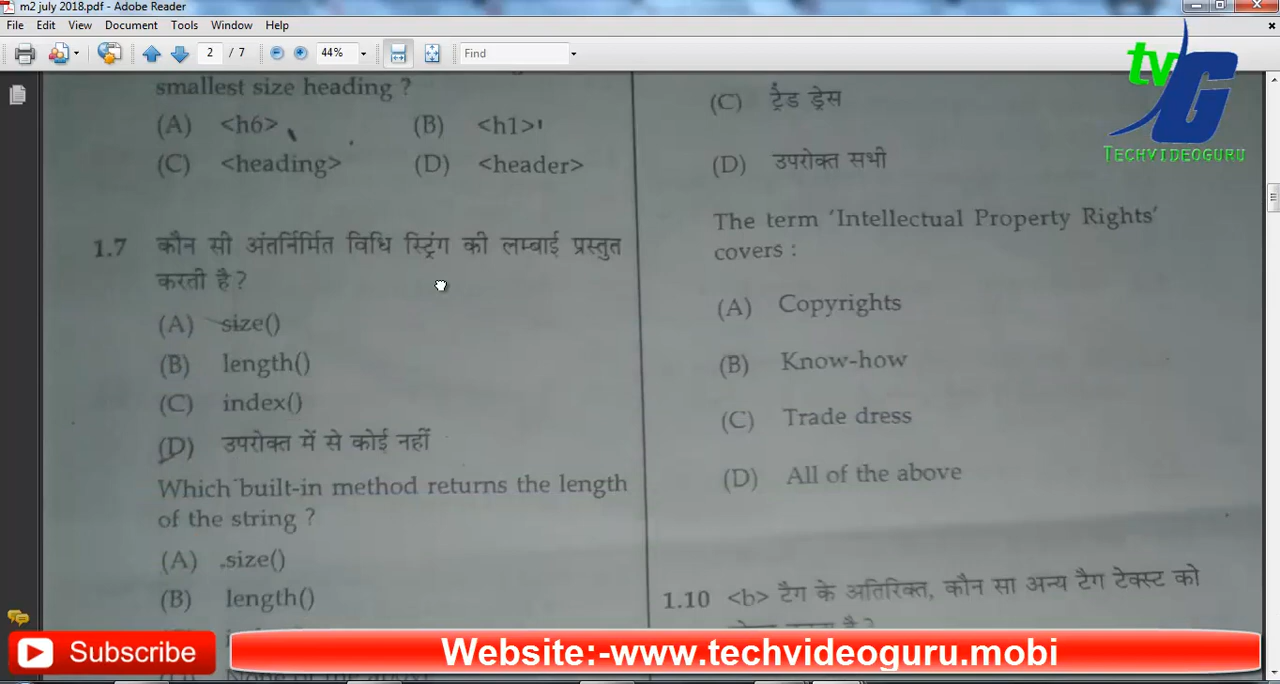 m2 july 2018.pdf - Adobe Reader
File Edit View Document Tools Window Help
2 / 7 44% Find
tvG
TECHVIDEOGURU
smallest size heading ?
(A) <h6> (B) <h1>
(C) <heading> (D) <header>
1.7 कौन सी अंतर्निर्मित विधि स्ट्रिंग की लम्बाई प्रस्तुत
करती है ?
(A) size()
(B) length()
(C) index()
(D) उपरोक्त में से कोई नहीं
Which built-in method returns the length
of the string ?
(A) size()
(B) length()
(C) ट्रैड ड्रेस
(D) उपरोक्त सभी
The term 'Intellectual Property Rights'
covers :
(A) Copyrights
(B) Know-how
(C) Trade dress
(D) All of the above
1.10 <b> टैग के अतिरिक्त, कौन सा अन्य टैग टेक्स्ट को
Subscribe
Website:-www.techvideoguru.mobi